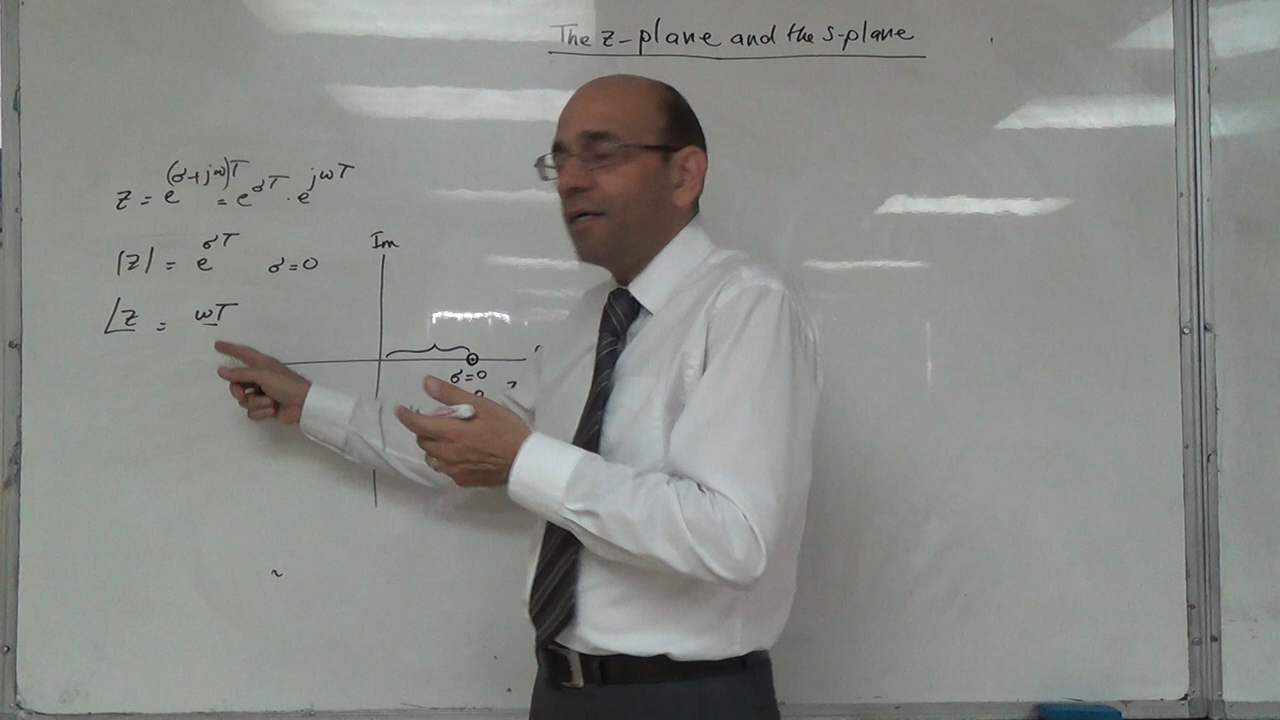 The z-plane and the s-plane
z = e^(σ+jω)T = e^σT . e^jωT
|z| = e^σT σ=0
∠z = ωT
Im
σ=0